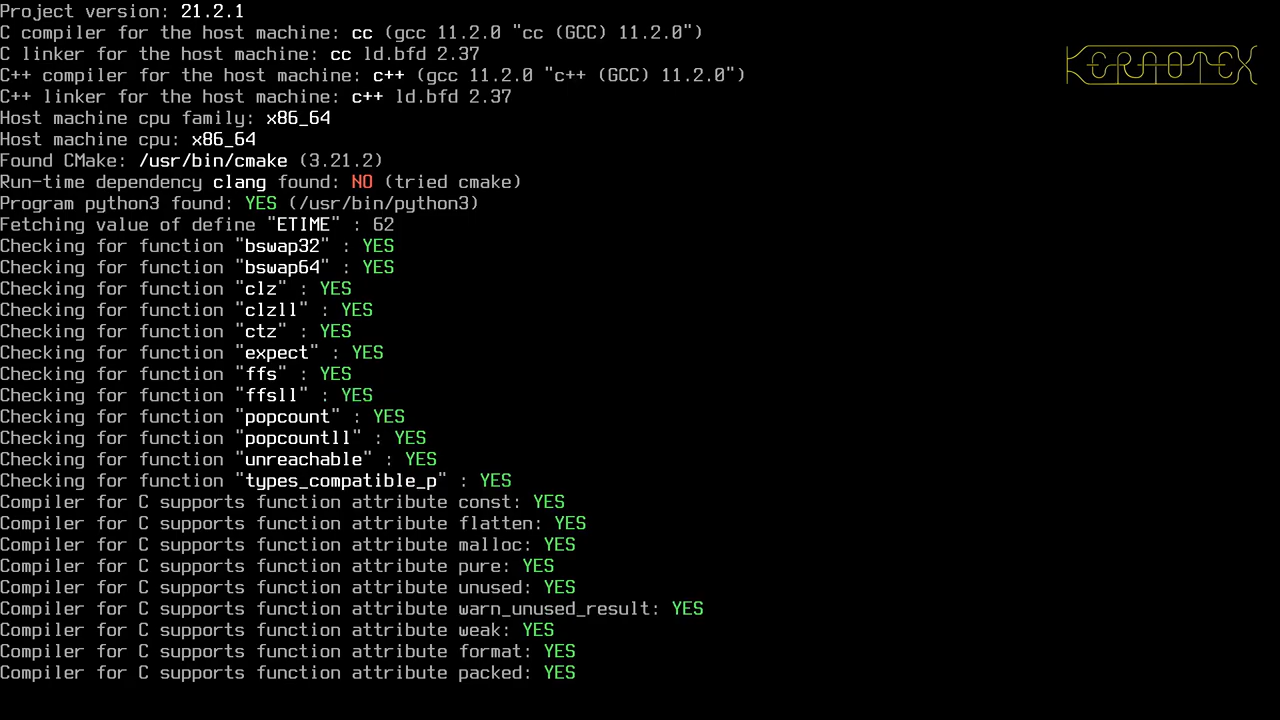 Project version: 21.2.1
C compiler for the host machine: cc (gcc 11.2.0 "cc (GCC) 11.2.0")
C linker for the host machine: cc ld.bfd 2.37
C++ compiler for the host machine: c++ (gcc 11.2.0 "c++ (GCC) 11.2.0")
C++ linker for the host machine: c++ ld.bfd 2.37
Host machine cpu family: x86_64
Host machine cpu: x86_64
Found CMake: /usr/bin/cmake (3.21.2)
Run-time dependency clang found: NO (tried cmake)
Program python3 found: YES (/usr/bin/python3)
Fetching value of define "ETIME" : 62
Checking for function "bswap32" : YES
Checking for function "bswap64" : YES
Checking for function "clz" : YES
Checking for function "clzll" : YES
Checking for function "ctz" : YES
Checking for function "expect" : YES
Checking for function "ffs" : YES
Checking for function "ffsll" : YES
Checking for function "popcount" : YES
Checking for function "popcountll" : YES
Checking for function "unreachable" : YES
Checking for function "types_compatible_p" : YES
Compiler for C supports function attribute const: YES
Compiler for C supports function attribute flatten: YES
Compiler for C supports function attribute malloc: YES
Compiler for C supports function attribute pure: YES
Compiler for C supports function attribute unused: YES
Compiler for C supports function attribute warn_unused_result: YES
Compiler for C supports function attribute weak: YES
Compiler for C supports function attribute format: YES
Compiler for C supports function attribute packed: YES